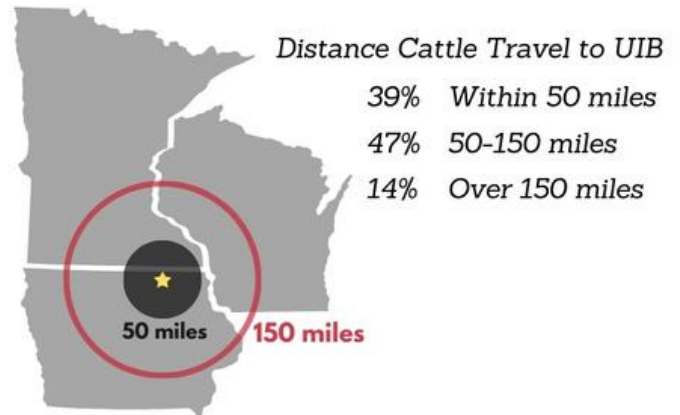 Distance Cattle Travel to UIB
39% Within 50 miles
47% 50-150 miles
14% Over 150 miles
50 miles
150 miles